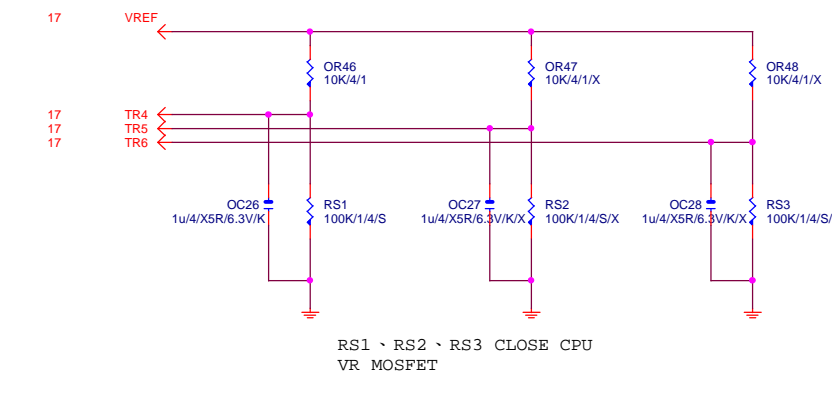 17 VREF
OR46
10K/4/1
OR47
10K/4/1/X
OR48
10K/4/1/X
17 TR4
17 TR5
17 TR6
OC26
1u/4/X5R/6.3V/K
RS1
100K/1/4/S
OC27
1u/4/X5R/6.3V/K/X
RS2
100K/1/4/S/X
OC28
1u/4/X5R/6.3V/K/X
RS3
100K/1/4/S/
RS1、RS2、RS3 CLOSE CPU
VR MOSFET